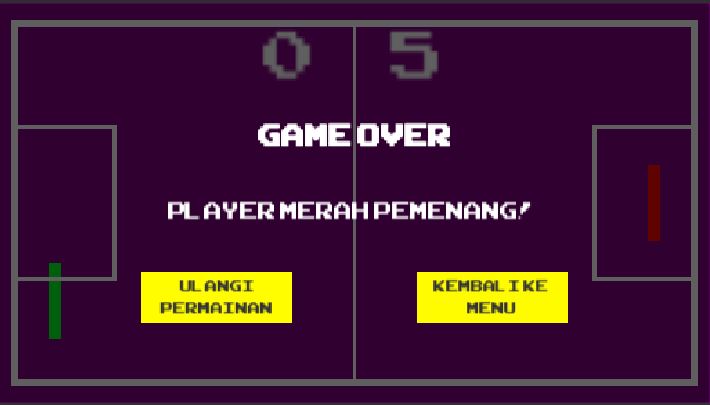 0 5
GAME OVER
PLAYER MERAH PEMENANG!
ULANGI
PERMAINAN
KEMBALI KE
MENU